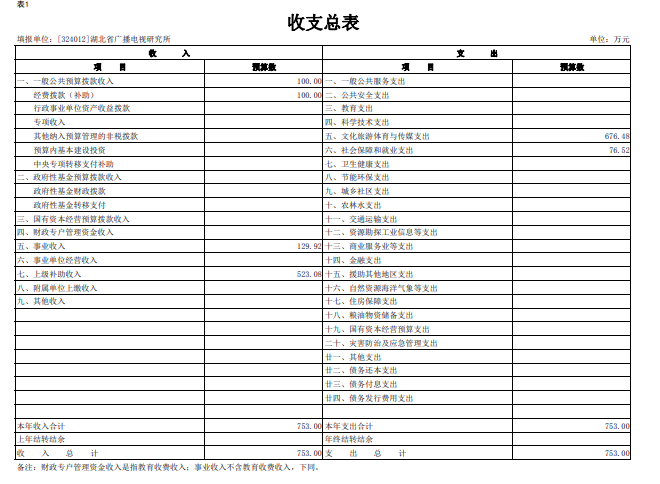 表1
收支总表
填报单位：[324012]湖北省广播电视研究所 单位：万元
收 入 支 出
项 目 预算数 项 目 预算数
一、一般公共预算拨款收入 100.00 一、一般公共服务支出
经费拨款（补助） 100.00 二、公共安全支出
行政事业单位资产收益拨款 三、教育支出
专项收入 四、科学技术支出
其他纳入预算管理的非税拨款 五、文化旅游体育与传媒支出 676.48
预算内基本建设投资 六、社会保障和就业支出 76.52
中央专项转移支付补助 七、卫生健康支出
二、政府性基金预算拨款收入 八、节能环保支出
政府性基金财政拨款 九、城乡社区支出
政府性基金转移支付 十、农林水支出
三、国有资本经营预算拨款收入 十一、交通运输支出
四、财政专户管理资金收入 十二、资源勘探工业信息等支出
五、事业收入 129.92 十三、商业服务业等支出
六、事业单位经营收入 十四、金融支出
七、上级补助收入 523.08 十五、援助其他地区支出
八、附属单位上缴收入 十六、自然资源海洋气象等支出
九、其他收入 十七、住房保障支出
十八、粮油物资储备支出
十九、国有资本经营预算支出
二十、灾害防治及应急管理支出
廿一、其他支出
廿二、债务还本支出
廿三、债务付息支出
廿四、债务发行费用支出
本年收入合计 753.00 本年支出合计 753.00
上年结转结余 年终结转结余
收 入 总 计 753.00 支 出 总 计 753.00
备注：财政专户管理资金收入是指教育收费收入；事业收入不含教育收费收入，下同。